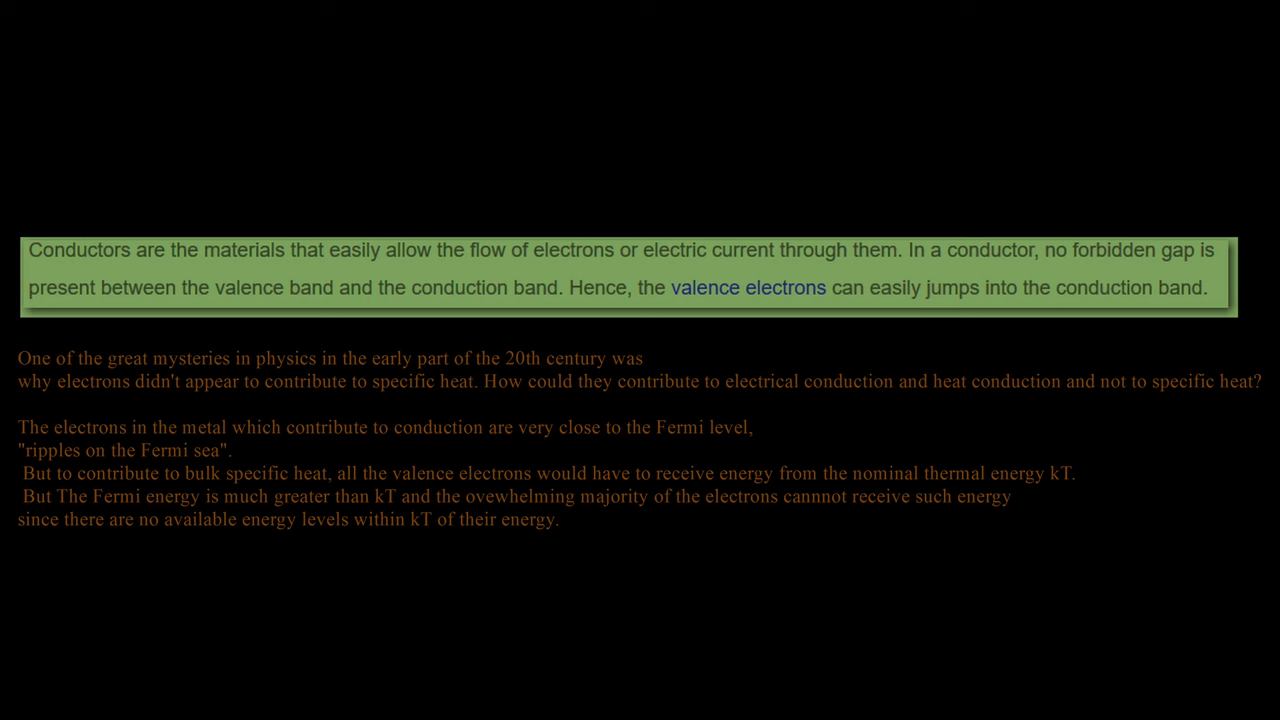 Conductors are the materials that easily allow the flow of electrons or electric current through them. In a conductor, no forbidden gap is
present between the valence band and the conduction band. Hence, the valence electrons can easily jumps into the conduction band.
One of the great mysteries in physics in the early part of the 20th century was
why electrons didn't appear to contribute to specific heat. How could they contribute to electrical conduction and heat conduction and not to specific heat?
The electrons in the metal which contribute to conduction are very close to the Fermi level,
"ripples on the Fermi sea".
But to contribute to bulk specific heat, all the valence electrons would have to receive energy from the nominal thermal energy kT.
But The Fermi energy is much greater than kT and the ovewhelming majority of the electrons cannnot receive such energy
since there are no available energy levels within kT of their energy.